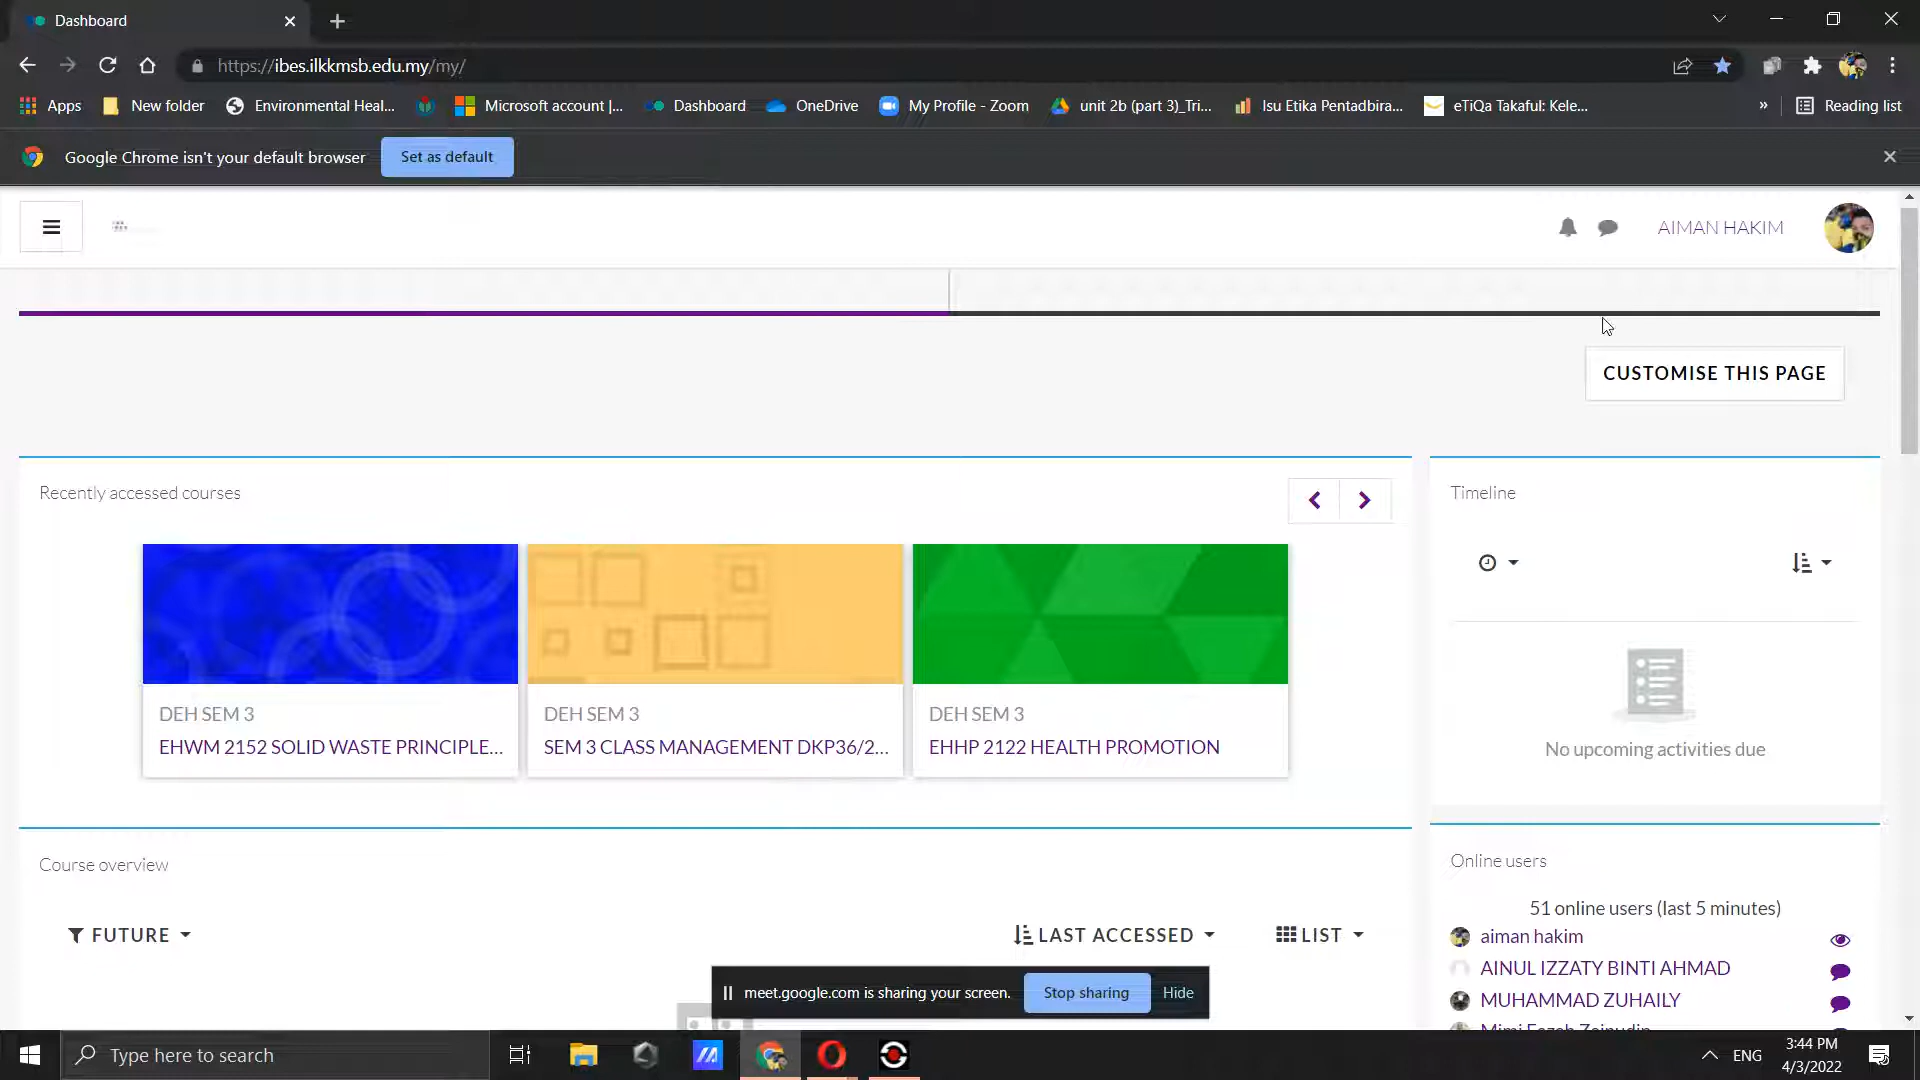 Dashboard
https://ibes.ilkkmsb.edu.my/my/
Apps
New folder
Environmental Heal...
Microsoft account |...
Dashboard
OneDrive
My Profile - Zoom
unit 2b (part 3)_Tri...
Isu Etika Pentadbira...
eTiQa Takaful: Kele...
»
Reading list
Google Chrome isn't your default browser
Set as default
AIMAN HAKIM
CUSTOMISE THIS PAGE
Recently accessed courses
Timeline
DEH SEM 3
EHWM 2152 SOLID WASTE PRINCIPLE...
DEH SEM 3
SEM 3 CLASS MANAGEMENT DKP36/2...
DEH SEM 3
EHHP 2122 HEALTH PROMOTION
No upcoming activities due
Course overview
FUTURE
LAST ACCESSED
LIST
Online users
51 online users (last 5 minutes)
aiman hakim
AINUL IZZATY BINTI AHMAD
MUHAMMAD ZUHAILY
meet.google.com is sharing your screen.
Stop sharing
Hide
Type here to search
ENG
3:44 PM
4/3/2022